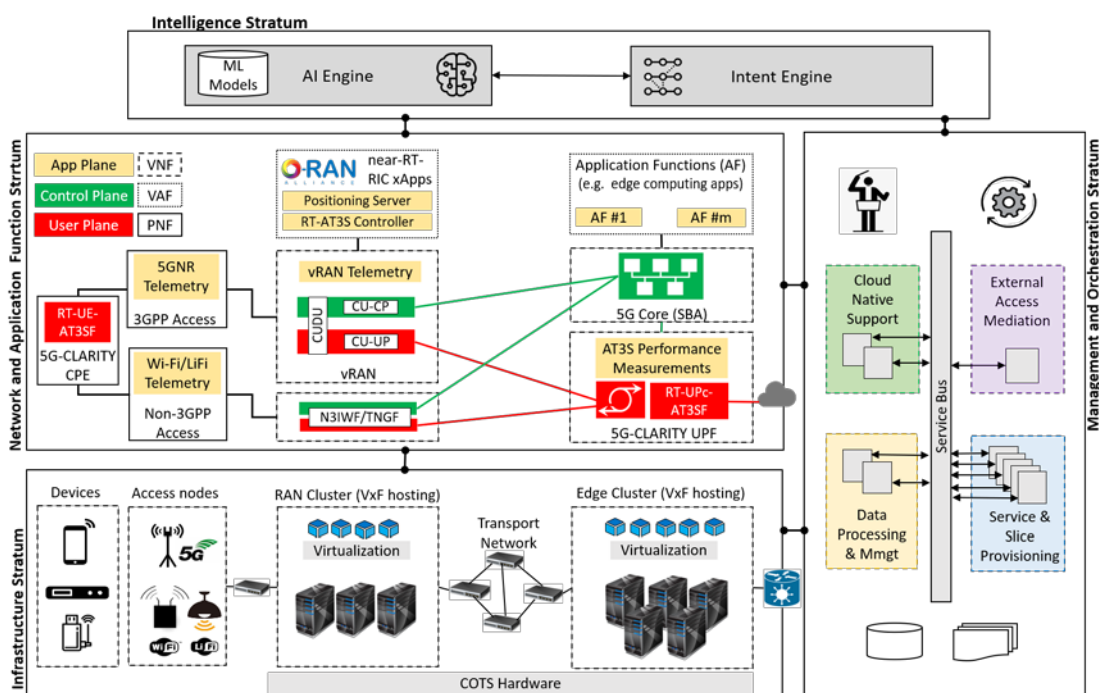 Intelligence Stratum
ML
Models
AI Engine
Intent Engine
Network and Application Function Strrtum
App Plane
VNF
Control Plane
VAF
User Plane
PNF
O-RAN
ALLIANCE
near-RT-
RIC xApps
Positioning Server
RT-AT3S Controller
Application Functions (AF)
(e.g. edge computing apps)
AF #1
AF #m
5GNR
Telemetry
3GPP Access
RT-UE-
AT3SF
5G-CLARITY
CPE
Wi-Fi/LiFi
Telemetry
Non-3GPP
Access
vRAN Telemetry
CUDU
CU-CP
CU-UP
vRAN
N3IWF/TNGF
5G Core (SBA)
AT3S Performance
Measurements
RT-UPc-
AT3SF
5G-CLARITY UPF
Management and Orchestration Stratum
Cloud
Native
Support
External
Access
Mediation
Service Bus
Data
Processing
& Mmgt
Service &
Slice
Provisioning
Infrastructure Stratum
Devices
Access nodes
5G
WiFi
LiFi
RAN Cluster (VxF hosting)
Virtualization
Transport
Network
Edge Cluster (VxF hosting)
Virtualization
COTS Hardware